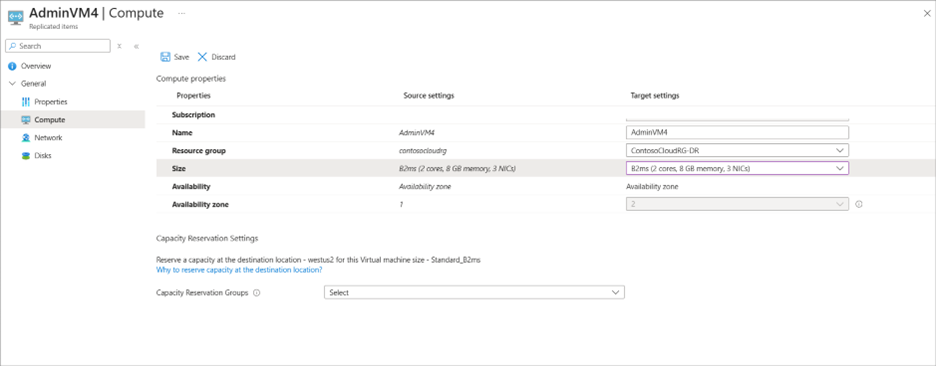 AdminVM4 | Compute ...
Replicated items
Search
Overview
General
Properties
Compute
Network
Disks
Save Discard
Compute properties
Properties Source settings Target settings
Subscription
Name AdminVM4 AdminVM4
Resource group contosocloudrg ContosoCloudRG-DR
Size B2ms (2 cores, 8 GB memory, 3 NICs) B2ms (2 cores, 8 GB memory, 3 NICs)
Availability Availability zone Availability zone
Availability zone 1 2
Capacity Reservation Settings
Reserve a capacity at the destination location - westus2 for this Virtual machine size - Standard_B2ms
Why to reserve capacity at the destination location?
Capacity Reservation Groups Select